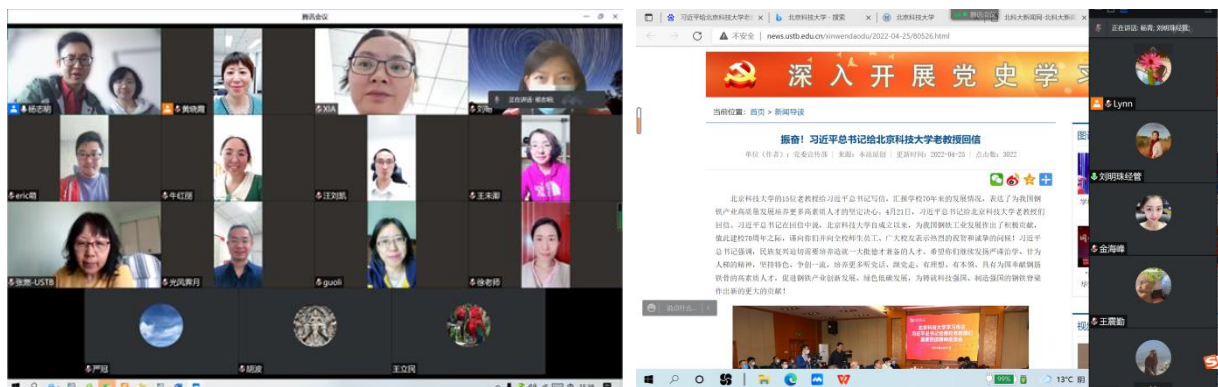 腾讯会议
杨志明
黄晓霞
XIA
正在讲话: 杨志明;
eric萌
牛红丽
汪刘凯
王未卿
张翘-USTB
光风霁月
guoli
徐老师
严冠
胡波
王立民
15:38
北京科技大学 - 搜索
北京科技大学
不安全
news.ustb.edu.cn/xinwendaodu/2022-04-25/80526.html
深入开展党史学习
当前位置: 首页 > 新闻导读
振奋!习近平总书记给北京科技大学老教授回信
单位(作者):党委宣传部 | 来源:本站原创 | 更新时间:2022-04-25 | 点击数:3022
北京科技大学的15位老教授给习近平总书记写信,汇报学校70年来的发展情况,表达了为我国钢
铁产业高质量发展培养更多高素质人才的坚定决心。4月21日,习近平总书记给北京科技大学老教授们
回信。习近平总书记在回信中说,北京科技大学自成立以来,为我国钢铁工业发展作出了积极贡献。
值此建校70周年之际,谨向你们并向全校师生员工、广大校友表示热烈的祝贺和诚挚的问候!习近平
总书记强调,民族复兴迫切需要培养造就一大批德才兼备的人才。希望你们继续发扬严谨治学、甘为
人梯的精神,坚持特色、争创一流,培养更多听党话、跟党走、有理想、有本领、具有为国奉献钢筋
铁骨的高素质人才,促进钢铁产业创新发展、绿色低碳发展,为铸就科技强国、制造强国的钢铁脊梁
作出新的更大的贡献!
说点什么...
北京科技大学学习传达
正在讲话: 杨青; 刘明珠经管;
Lynn
刘明珠经管
金海峰
王震勤
99%
13°C 阴